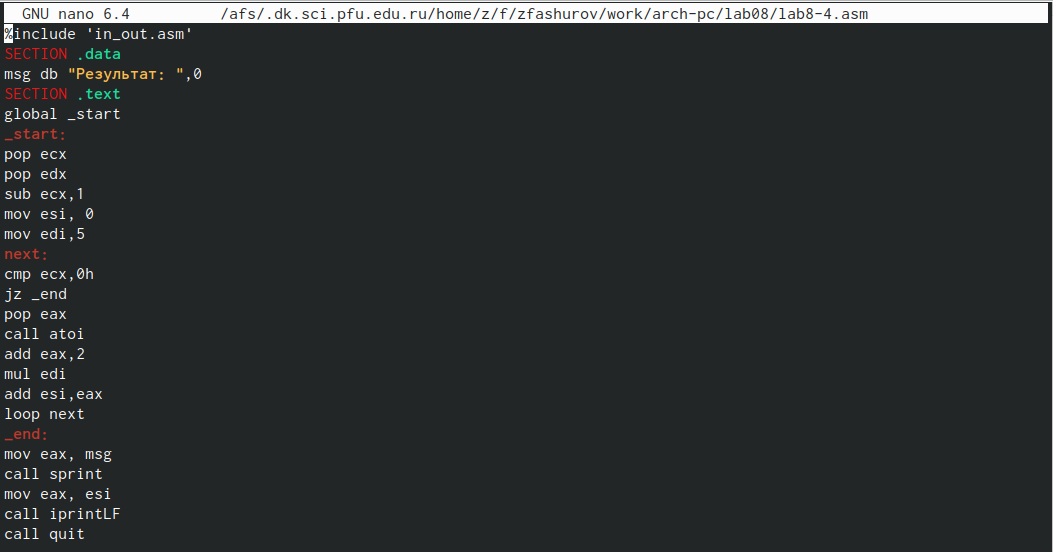 GNU nano 6.4 /afs/.dk.sci.pfu.edu.ru/home/z/f/zfashurov/work/arch-pc/lab08/lab8-4.asm
%include 'in_out.asm'
SECTION .data
msg db "Результат: ",0
SECTION .text
global _start
_start:
pop ecx
pop edx
sub ecx,1
mov esi, 0
mov edi,5
next:
cmp ecx,0h
jz _end
pop eax
call atoi
add eax,2
mul edi
add esi,eax
loop next
_end:
mov eax, msg
call sprint
mov eax, esi
call iprintLF
call quit